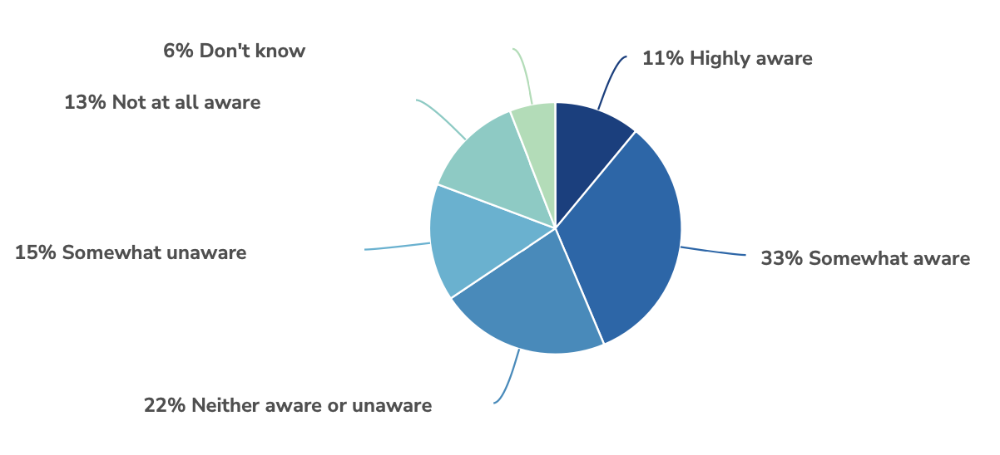 6% Don't know
11% Highly aware
13% Not at all aware
15% Somewhat unaware
33% Somewhat aware
22% Neither aware or unaware